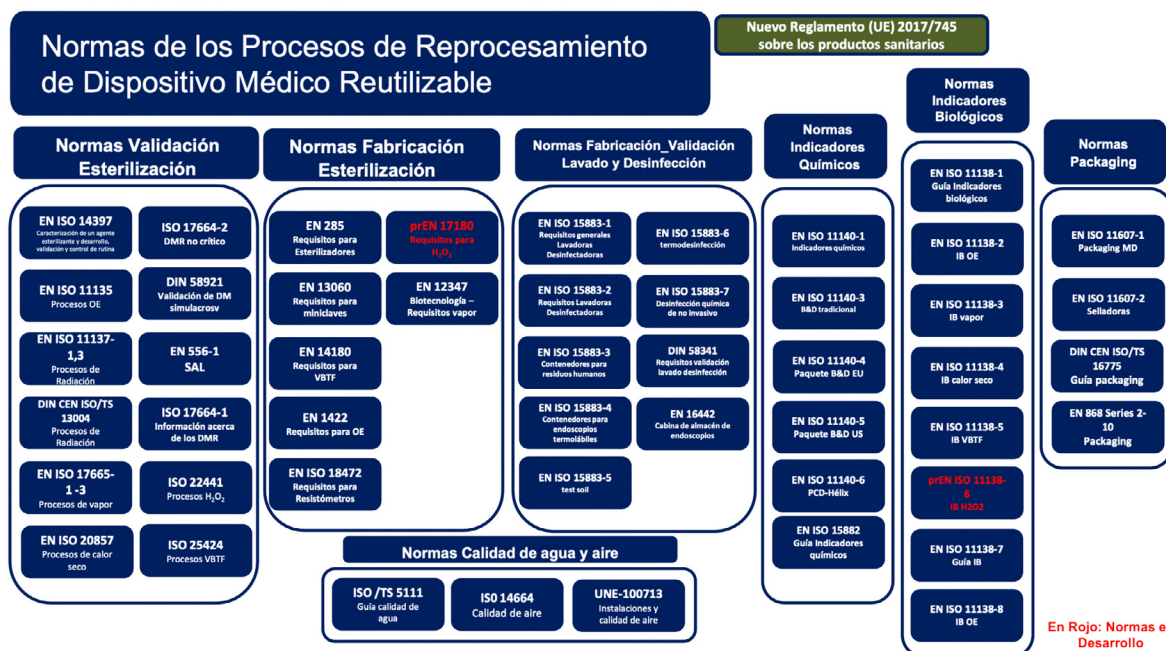 Normas de los Procesos de Reprocesamiento
de Dispositivo Médico Reutilizable
Nuevo Reglamento (UE) 2017/745
sobre los productos sanitarios
Normas Validación
Esterilización
EN ISO 14397
Caracterización de un agente
esterilizante y desarrollo,
validación y control de rutina
ISO 17664-2
DMR no crítico
EN ISO 11135
Procesos OE
DIN 58921
Validación de DM
simulacrosv
EN ISO 11137-
1,3
Procesos de
Radiación
EN 556-1
SAL
DIN CEN ISO/TS
13004
Procesos de
Radiación
ISO 17664-1
Información acerca
de los DMR
EN ISO 17665-
1 -3
Procesos de vapor
ISO 22441
Procesos H₂O₂
EN ISO 20857
Procesos de calor
seco
ISO 25424
Procesos VBTF
Normas Fabricación
Esterilización
EN 285
Requisitos para
Esterilizadores
prEN 17180
Requisitos para
H₂O₂
EN 13060
Requisitos para
miniclaves
EN 12347
Biotecnología –
Requisitos vapor
EN 14180
Requisitos para
VBTF
EN 1422
Requisitos para OE
EN ISO 18472
Requisitos para
Resistómetros
Normas Fabricación_Validación
Lavado y Desinfección
EN ISO 15883-1
Requisitos generales
Lavadoras
Desinfectadoras
EN ISO 15883-6
termodesinfección
EN ISO 15883-2
Requisitos Lavadoras
Desinfectadoras
EN ISO 15883-7
Desinfección química
de no invasivo
EN ISO 15883-3
Contenedores para
residuos humanos
DIN 58341
Requisitos validación
lavado desinfección
EN ISO 15883-4
Contenedores para
endoscopios
termolábiles
EN 16442
Cabina de almacén de
endoscopios
EN ISO 15883-5
test soil
Normas Calidad de agua y aire
ISO /TS 5111
Guía calidad de
agua
IS0 14664
Calidad de aire
UNE-100713
Instalaciones y
calidad de aire
Normas
Indicadores
Químicos
EN ISO 11140-1
Indicadores químicos
EN ISO 11140-3
B&D tradicional
EN ISO 11140-4
Paquete B&D EU
EN ISO 11140-5
Paquete B&D US
EN ISO 11140-6
PCD-Hélix
EN ISO 15882
Guía Indicadores
químicos
Normas
Indicadores
Biológicos
EN ISO 11138-1
Guía Indicadores
biológicos
EN ISO 11138-2
IB OE
EN ISO 11138-3
IB vapor
EN ISO 11138-4
IB calor seco
EN ISO 11138-5
IB VBTF
prEN ISO 11138-
6
IB H2O2
EN ISO 11138-7
Guía IB
EN ISO 11138-8
IB OE
Normas
Packaging
EN ISO 11607-1
Packaging MD
EN ISO 11607-2
Selladoras
DIN CEN ISO/TS
16775
Guía packaging
EN 868 Series 2-
10
Packaging
En Rojo: Normas e
Desarrollo